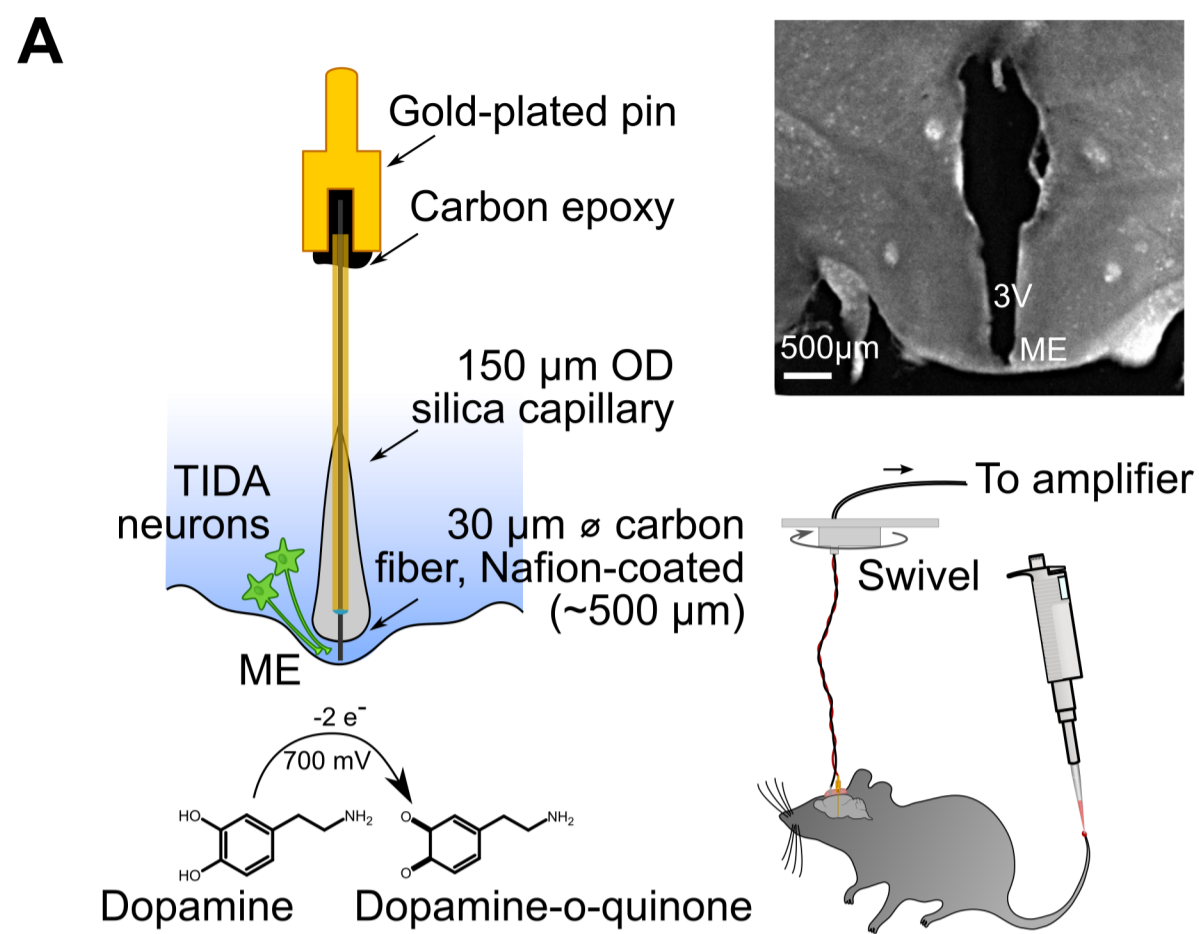 A
Gold-plated pin
Carbon epoxy
150 µm OD
silica capillary
TIDA
neurons
30 µm ⌀ carbon
fiber, Nafion-coated
(~500 µm)
ME
-2 e⁻
700 mV
HO
HO
NH₂
O
O
NH₂
Dopamine
Dopamine-o-quinone
3V
500µm
ME
To amplifier
Swivel